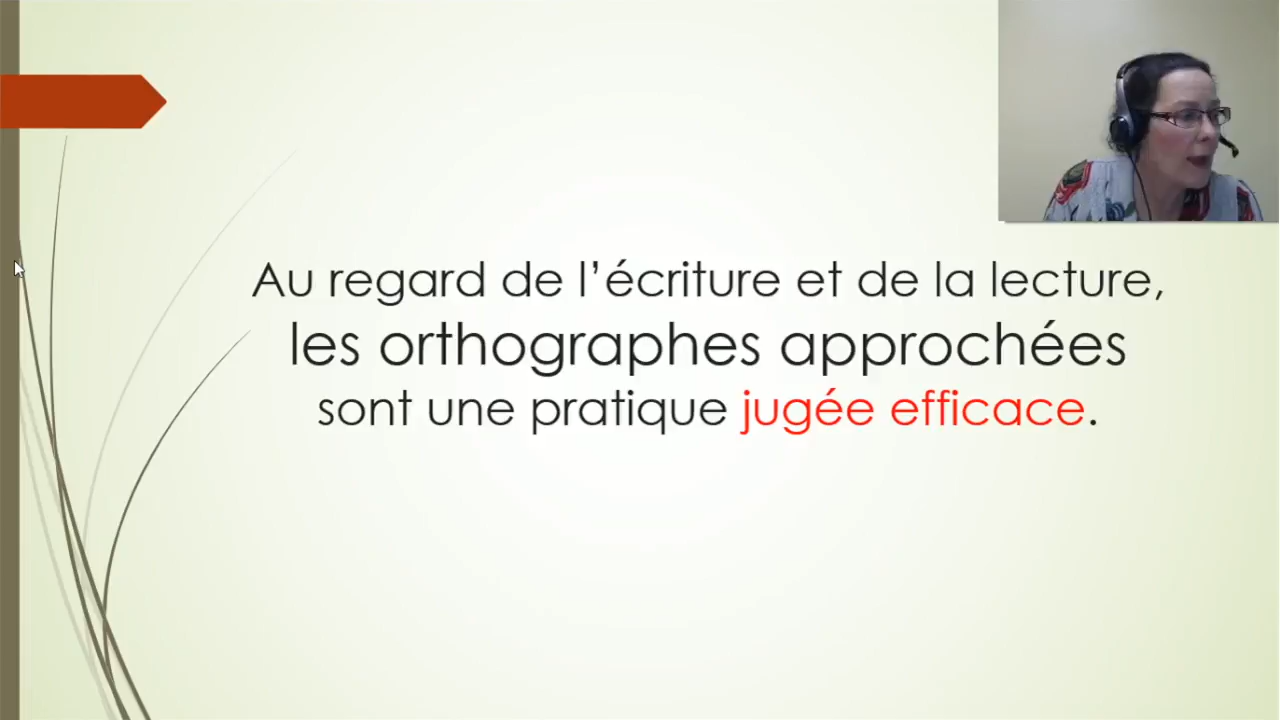 Au regard de l’écriture et de la lecture,
les orthographes approchées
sont une pratique jugée efficace.